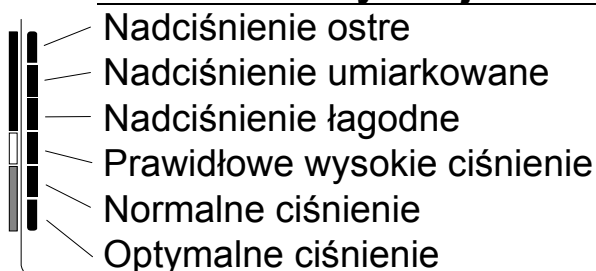 Nadciśnienie ostre
Nadciśnienie umiarkowane
Nadciśnienie łagodne
Prawidłowe wysokie ciśnienie
Normalne ciśnienie
Optymalne ciśnienie